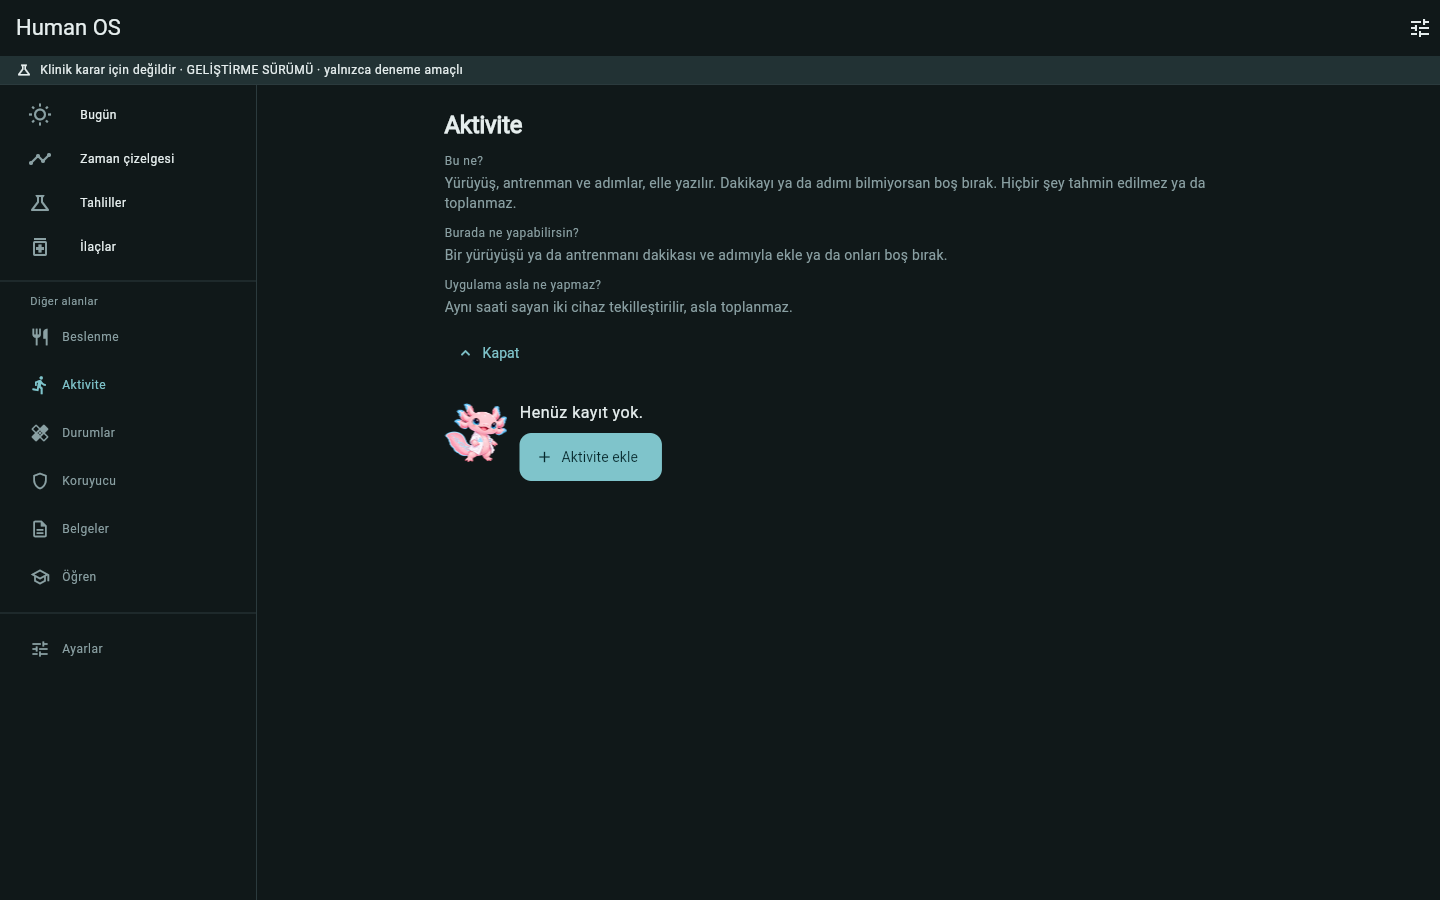 Human OS
Klinik karar için değildir · GELİŞTİRME SÜRÜMÜ · yalnızca deneme amaçlı
Bugün
Zaman çizelgesi
Tahliller
İlaçlar
Diğer alanlar
Beslenme
Aktivite
Durumlar
Koruyucu
Belgeler
Öğren
Ayarlar
Aktivite
Bu ne?
Yürüyüş, antrenman ve adımlar, elle yazılır. Dakikayı ya da adımı bilmiyorsan boş bırak. Hiçbir şey tahmin edilmez ya da
toplanmaz.
Burada ne yapabilirsin?
Bir yürüyüşü ya da antrenmanı dakikası ve adımıyla ekle ya da onları boş bırak.
Uygulama asla ne yapmaz?
Aynı saati sayan iki cihaz tekilleştirilir, asla toplanmaz.
Kapat
Henüz kayıt yok.
Aktivite ekle